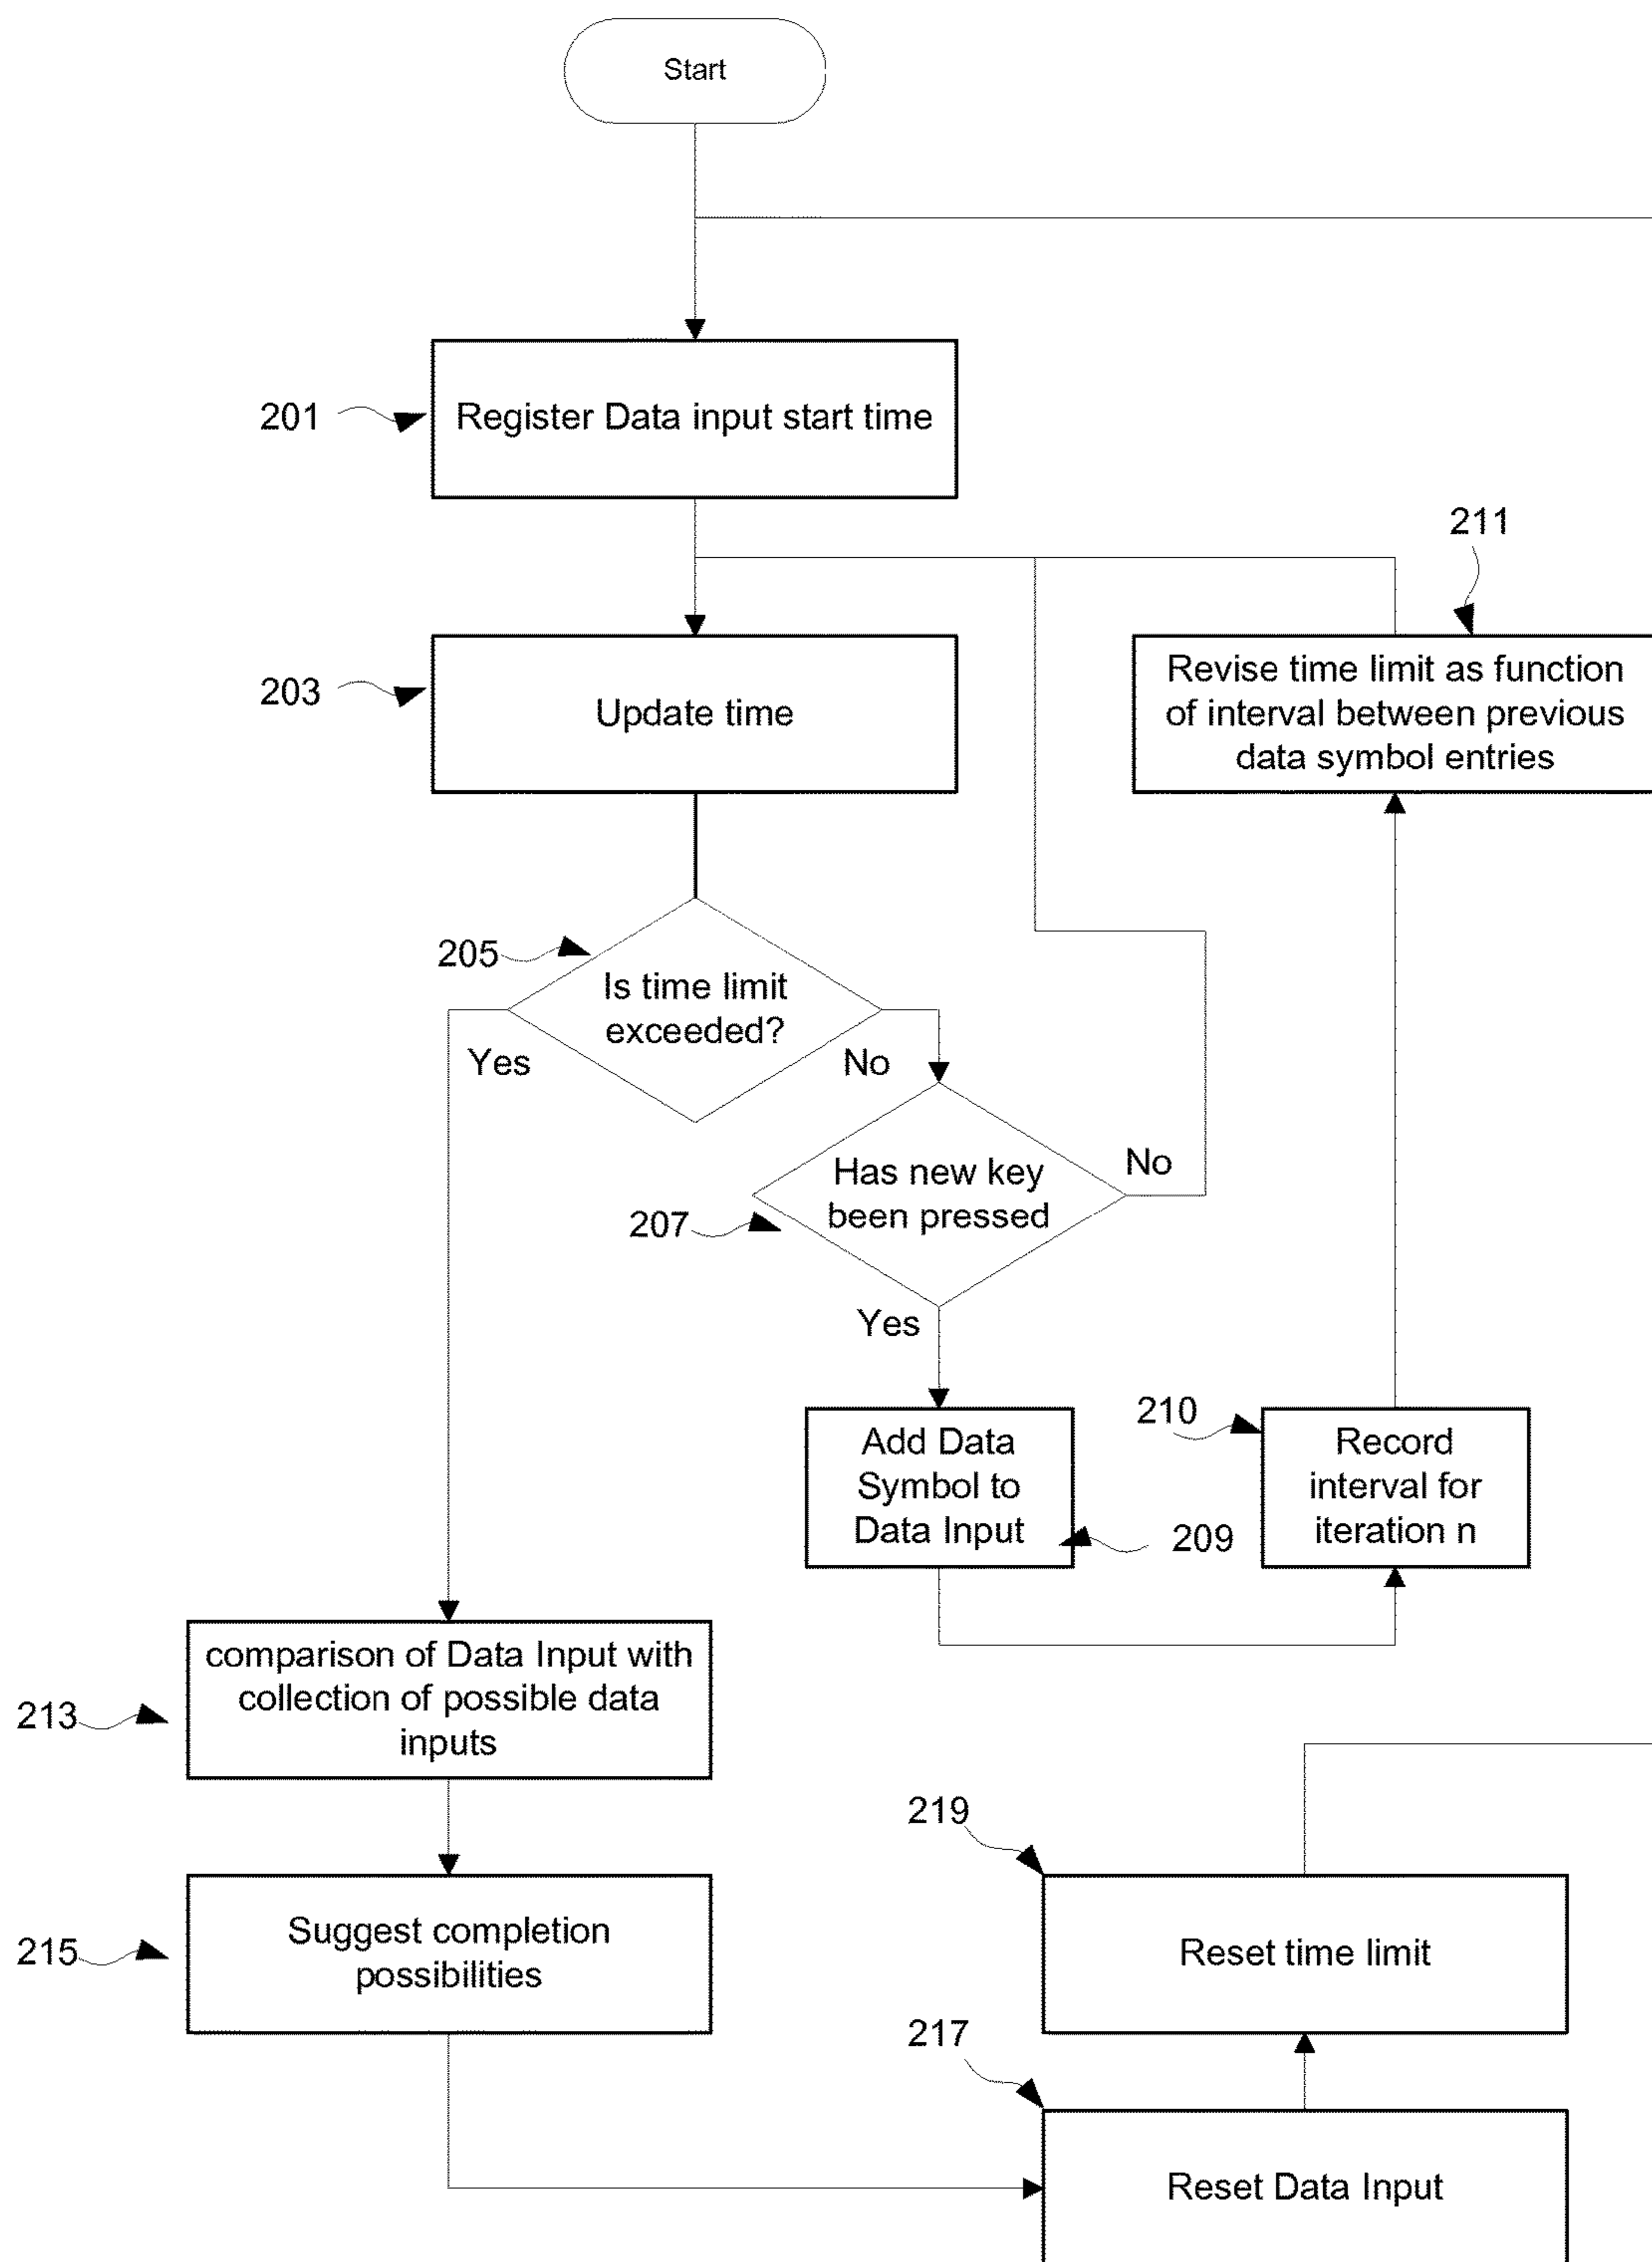 Start
201
Register Data input start time
211
203
Update time
Revise time limit as function
of interval between previous
data symbol entries
205
Is time limit
exceeded?
Yes
No
Has new key
been pressed
No
207
Yes
Add Data
Symbol to
Data Input
209
210
Record
interval for
iteration n
comparison of Data Input with
collection of possible data
inputs
213
219
Suggest completion
possibilities
215
Reset time limit
217
Reset Data Input